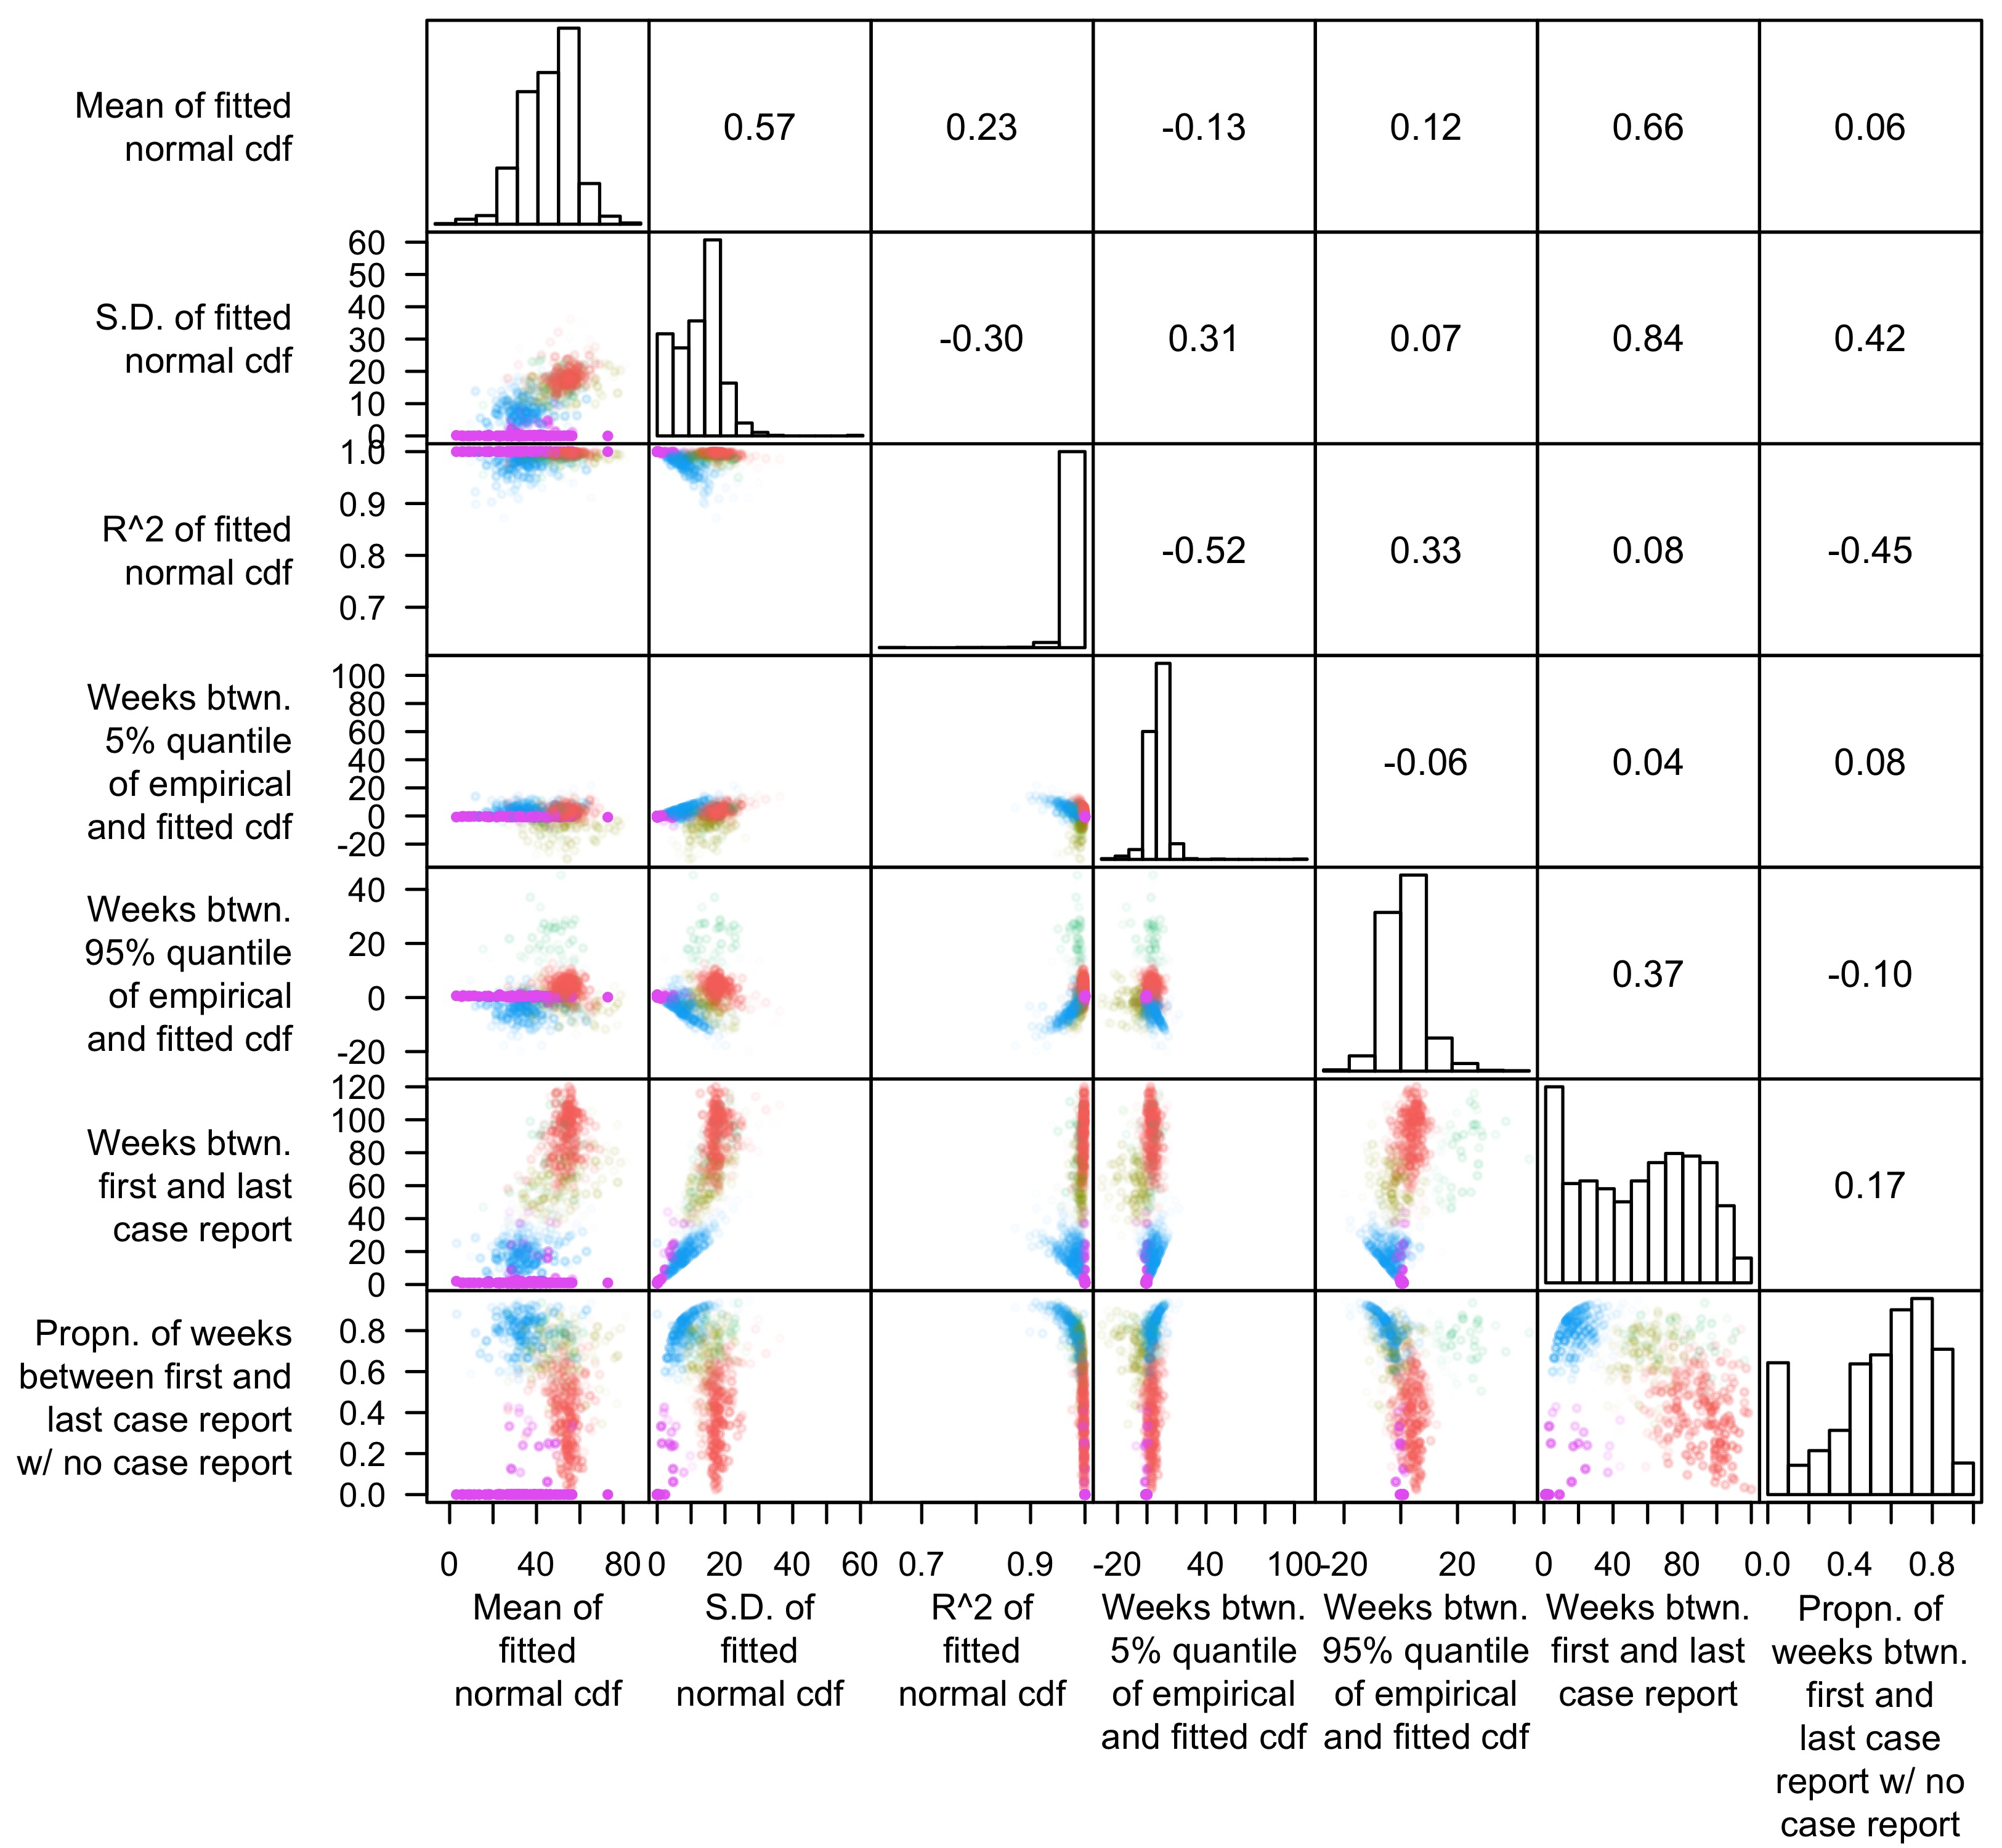 Mean of fitted
normal cdf
0.57
0.23
-0.13
0.12
0.66
0.06
S.D. of fitted
normal cdf
60
50
40
30
20
10
0
-0.30
0.31
0.07
0.84
0.42
R^2 of fitted
normal cdf
1.0
0.9
0.8
0.7
-0.52
0.33
0.08
-0.45
Weeks btwn.
5% quantile
of empirical
and fitted cdf
100
80
60
40
20
0
-20
-0.06
0.04
0.08
Weeks btwn.
95% quantile
of empirical
and fitted cdf
40
20
0
-20
0.37
-0.10
Weeks btwn.
first and last
case report
120
100
80
60
40
20
0
0.17
Propn. of weeks
between first and
last case report
w/ no case report
0.8
0.6
0.4
0.2
0.0
0 40 80
0 20 40 60
0.7 0.9
-20 40 100
-20 20
0 40 80 0
0.0 0.4 0.8
Mean of
fitted
normal cdf
S.D. of
fitted
normal cdf
R^2 of
fitted
normal cdf
Weeks btwn.
5% quantile
of empirical
and fitted cdf
Weeks btwn.
95% quantile
of empirical
and fitted cdf
Weeks btwn.
first and last
case report
Propn. of
weeks btwn.
first and
last case
report w/ no
case report